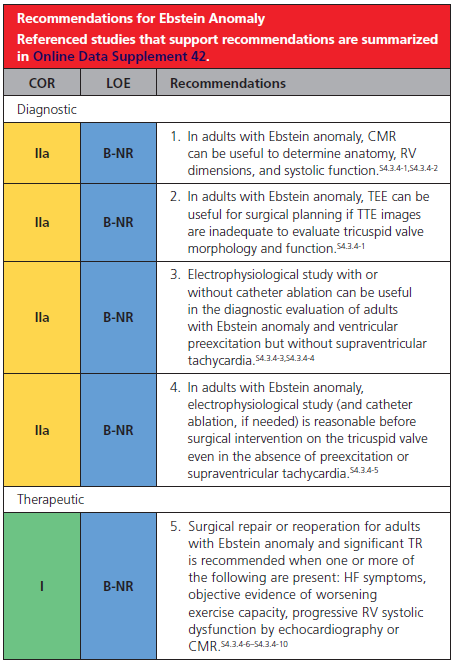 Recommendations for Ebstein Anomaly
Referenced studies that support recommendations are summarized
in Online Data Supplement 42.
COR LOE Recommendations
Diagnostic
IIa B-NR
1. In adults with Ebstein anomaly, CMR
can be useful to determine anatomy, RV
dimensions, and systolic function.S4.3.4-1,S4.3.4-2
IIa B-NR
2. In adults with Ebstein anomaly, TEE can be
useful for surgical planning if TTE images
are inadequate to evaluate tricuspid valve
morphology and function.S4.3.4-1
IIa B-NR
3. Electrophysiological study with or
without catheter ablation can be useful
in the diagnostic evaluation of adults
with Ebstein anomaly and ventricular
preexcitation but without supraventricular
tachycardia.S4.3.4-3,S4.3.4-4
IIa B-NR
4. In adults with Ebstein anomaly,
electrophysiological study (and catheter
ablation, if needed) is reasonable before
surgical intervention on the tricuspid valve
even in the absence of preexcitation or
supraventricular tachycardia.S4.3.4-5
Therapeutic
I B-NR
5. Surgical repair or reoperation for adults
with Ebstein anomaly and significant TR
is recommended when one or more of
the following are present: HF symptoms,
objective evidence of worsening
exercise capacity, progressive RV systolic
dysfunction by echocardiography or
CMR.S4.3.4-6–S4.3.4-10